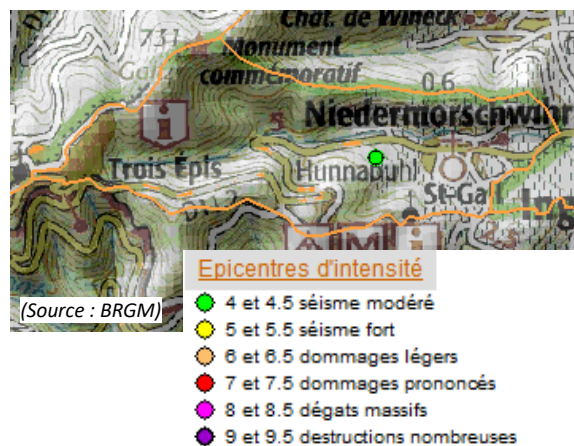 Chât. de Wineck
731
Monument
commémoratif
0.6
Niedermorschwihr
Trois Epis
Hunnabuhl
St-Ga
(Source : BRGM)
Epicentres d'intensité
4 et 4.5 séisme modéré
5 et 5.5 séisme fort
6 et 6.5 dommages légers
7 et 7.5 dommages prononcés
8 et 8.5 dégats massifs
9 et 9.5 destructions nombreuses